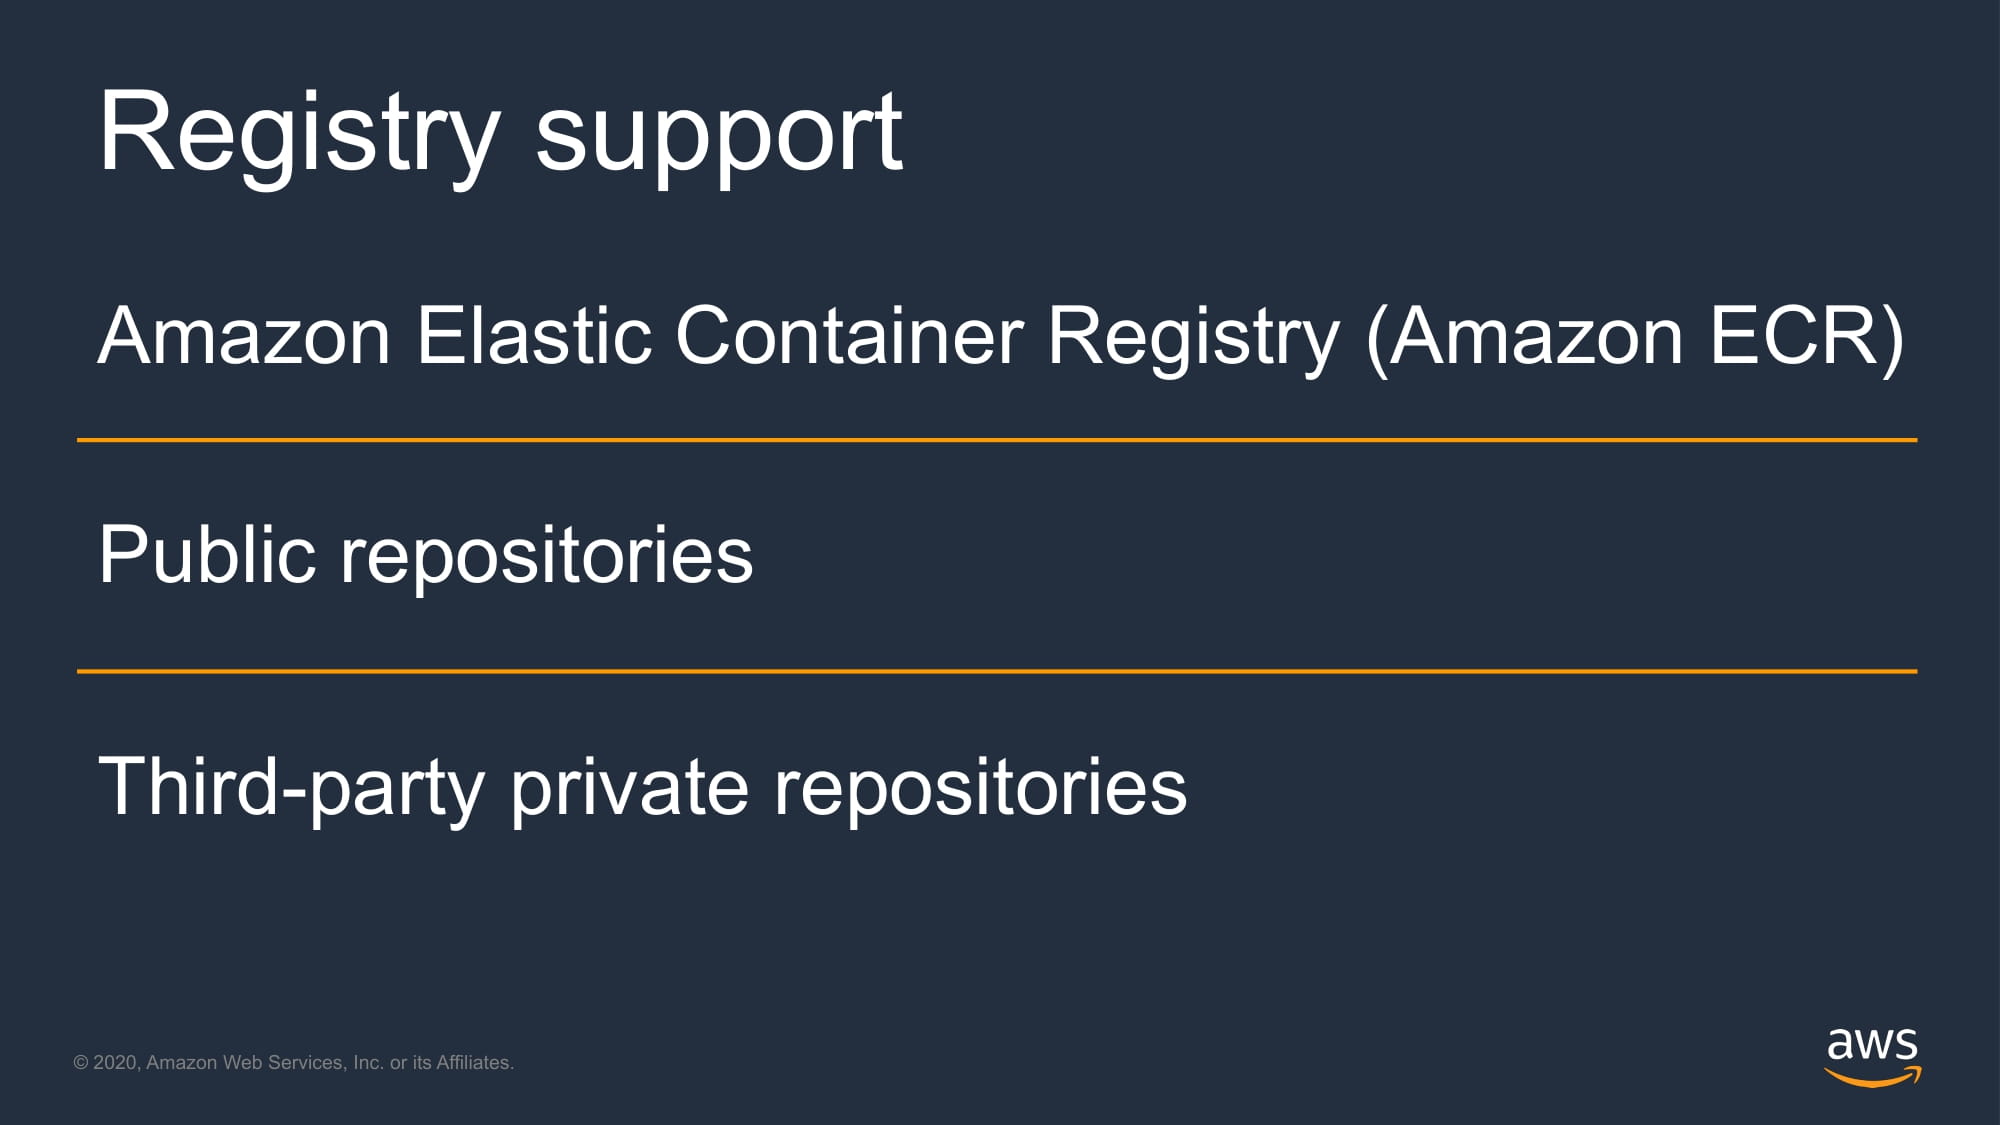 Registry support
Amazon Elastic Container Registry (Amazon ECR)
Public repositories
Third-party private repositories
© 2020, Amazon Web Services, Inc. or its Affiliates.
aws